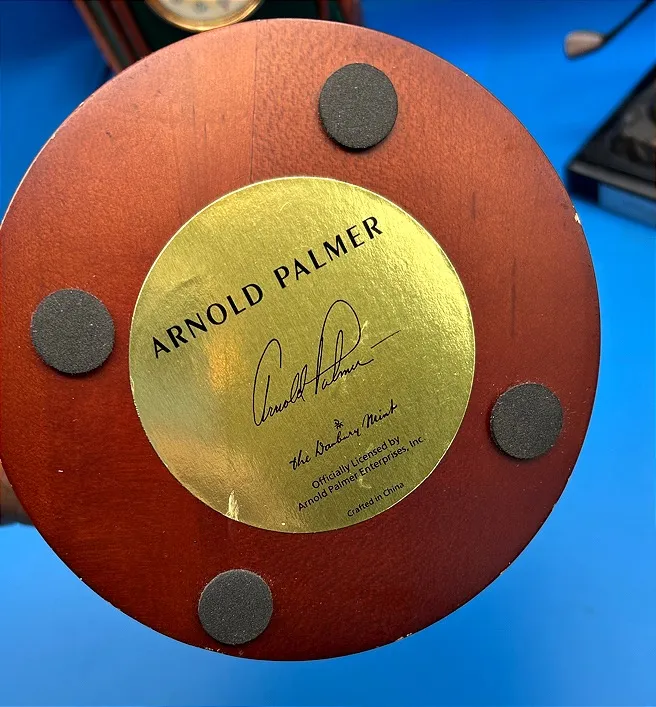 ARNOLD PALMER
Arnold Palmer
the Danbury Mint
Officially Licensed by
Arnold Palmer Enterprises, Inc.
Crafted in China